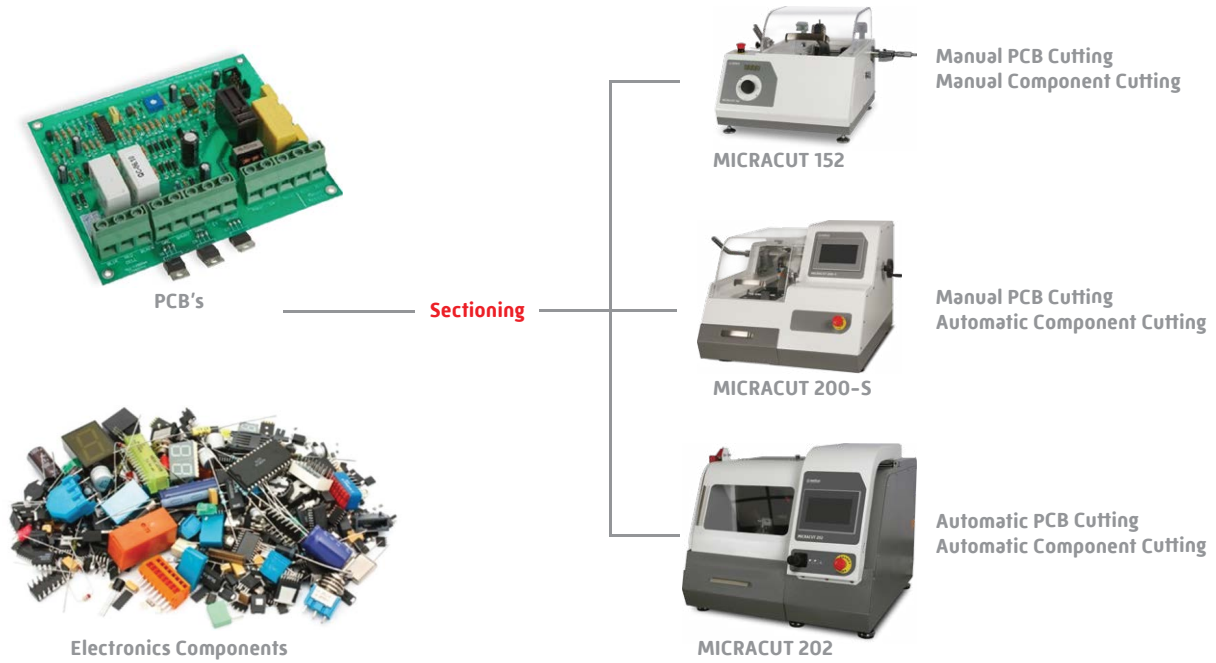 Manual PCB Cutting
Manual Component Cutting
MICRACUT 152
PCB's
Sectioning
Manual PCB Cutting
Automatic Component Cutting
MICRACUT 200-S
Automatic PCB Cutting
Automatic Component Cutting
Electronics Components
MICRACUT 202